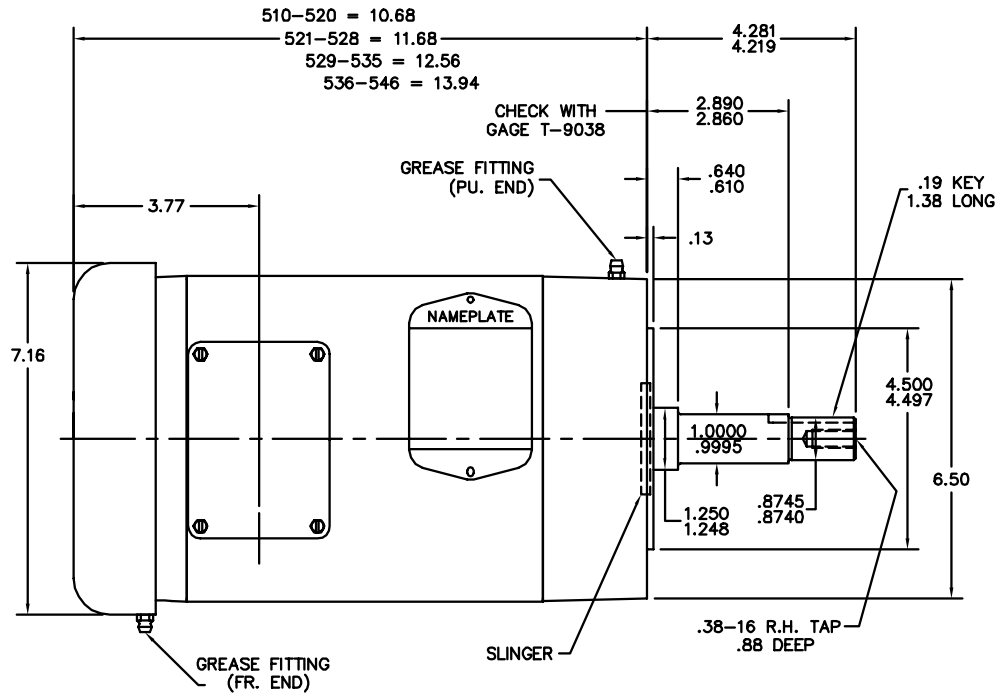 510-520 = 10.68
521-528 = 11.68
529-535 = 12.56
536-546 = 13.94
4.281
4.219
CHECK WITH
GAGE T-9038
2.890
2.860
GREASE FITTING
(PU. END)
.640
.610
.19 KEY
1.38 LONG
3.77
.13
NAMEPLATE
7.16
4.500
4.497
1.0000
.9995
6.50
.8745
.8740
1.250
1.248
.38-16 R.H. TAP
.88 DEEP
SLINGER
GREASE FITTING
(FR. END)